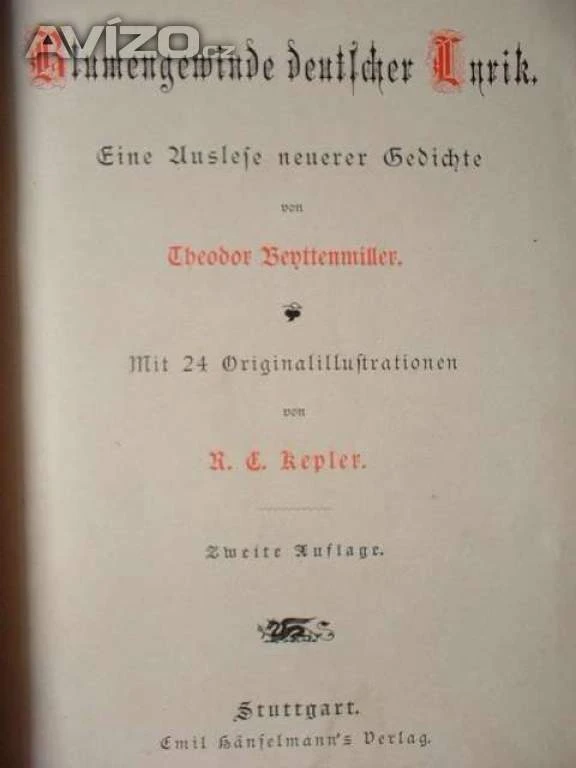 AVÍZO.cz
Blumengewinde deutſcher Lyrik.
Eine Ausleſe neuerer Gedichte
von
Theodor Beyttenmiller.
Mit 24 Originalilluſtrationen
von
R. E. Kepler.
Zweite Auflage.
Stuttgart.
Emil Hänſelmann's Verlag.